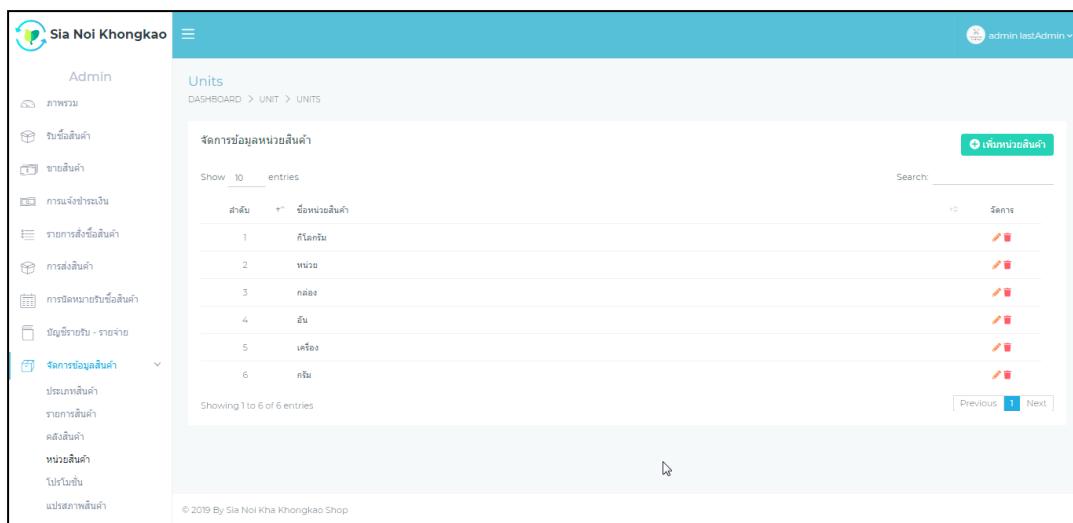 Sia Noi Khongkao
admin lastAdmin
Admin
ภาพรวม
รับซื้อสินค้า
ขายสินค้า
การแจ้งชำระเงิน
รายการสั่งซื้อสินค้า
การส่งสินค้า
การนัดหมายรับซื้อสินค้า
บัญชีรายรับ - รายจ่าย
จัดการข้อมูลสินค้า
ประเภทสินค้า
รายการสินค้า
คลังสินค้า
หน่วยสินค้า
โปรโมชั่น
แปรสภาพสินค้า
Units
DASHBOARD > UNIT > UNITS
จัดการข้อมูลหน่วยสินค้า
เพิ่มหน่วยสินค้า
Show 10 entries Search:
ลำดับ ชื่อหน่วยสินค้า จัดการ
1 กิโลกรัม
2 หน่วย
3 กล่อง
4 อัน
5 เครื่อง
6 กรัม
Showing 1 to 6 of 6 entries
Previous 1 Next
© 2019 By Sia Noi Kha Khongkao Shop